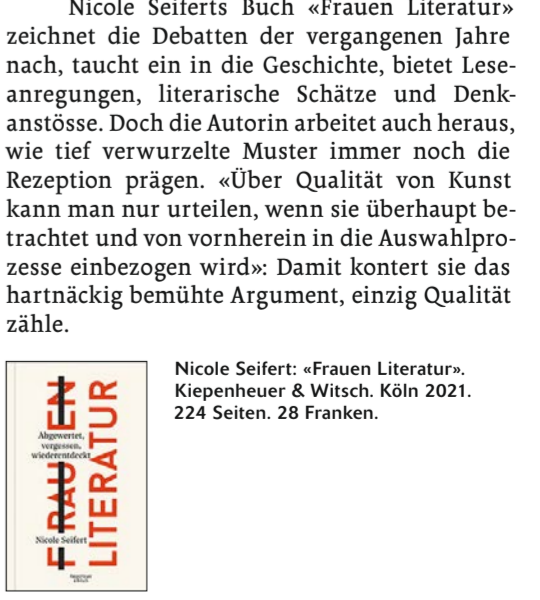 Nicole Seiferts Buch «Frauen Literatur»
zeichnet die Debatten der vergangenen Jahre
nach, taucht ein in die Geschichte, bietet Lese-
anregungen, literarische Schätze und Denk-
anstösse. Doch die Autorin arbeitet auch heraus,
wie tief verwurzelte Muster immer noch die
Rezeption prägen. «Über Qualität von Kunst
kann man nur urteilen, wenn sie überhaupt be-
trachtet und von vornherein in die Auswahlpro-
zesse einbezogen wird»: Damit kontert sie das
hartnäckig bemühte Argument, einzig Qualität
zähle.
FRAUEN
LITERATUR
Abgewertet,
vergessen,
wiederentdeckt
Nicole Seifert
Nicole Seifert: «Frauen Literatur».
Kiepenheuer & Witsch. Köln 2021.
224 Seiten. 28 Franken.